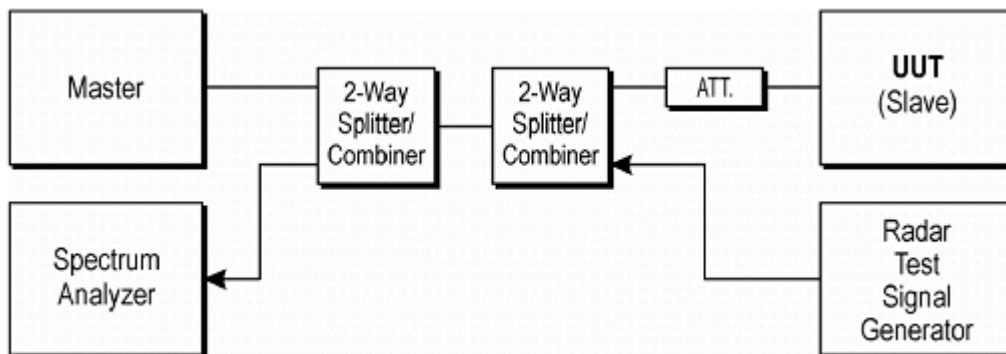 Master
2-Way
Splitter/
Combiner
2-Way
Splitter/
Combiner
ATT.
UUT
(Slave)
Spectrum
Analyzer
Radar
Test
Signal
Generator